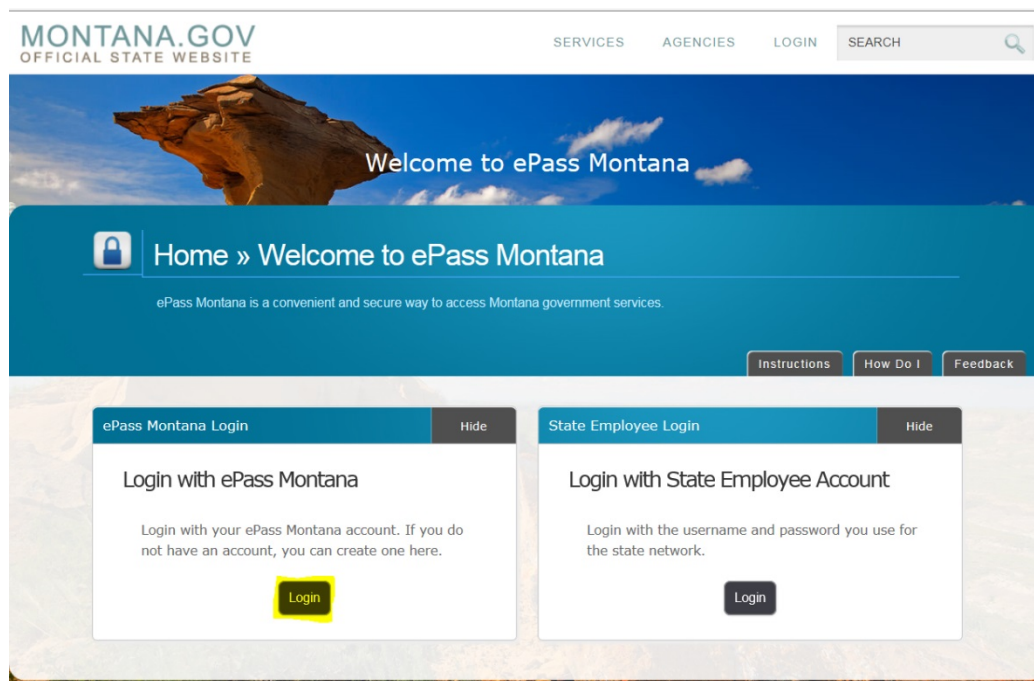 MONTANA.GOV
OFFICIAL STATE WEBSITE
SERVICES AGENCIES LOGIN SEARCH
Welcome to ePass Montana
Home » Welcome to ePass Montana
ePass Montana is a convenient and secure way to access Montana government services.
Instructions How Do I Feedback
ePass Montana Login Hide
Login with ePass Montana
Login with your ePass Montana account. If you do
not have an account, you can create one here.
Login
State Employee Login Hide
Login with State Employee Account
Login with the username and password you use for
the state network.
Login